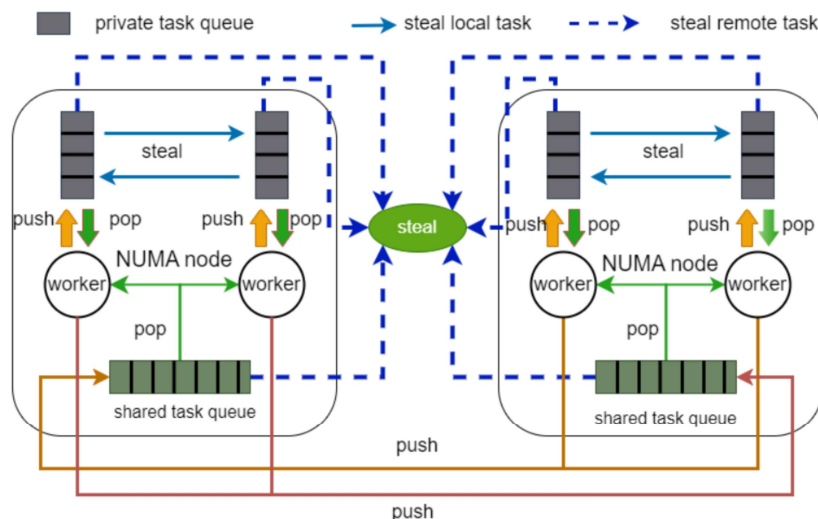 private task queue
steal local task
steal remote task
steal
steal
push
pop
push
pop
steal
push
pop
push
pop
NUMA node
NUMA node
worker
worker
worker
worker
pop
pop
shared task queue
shared task queue
push
push